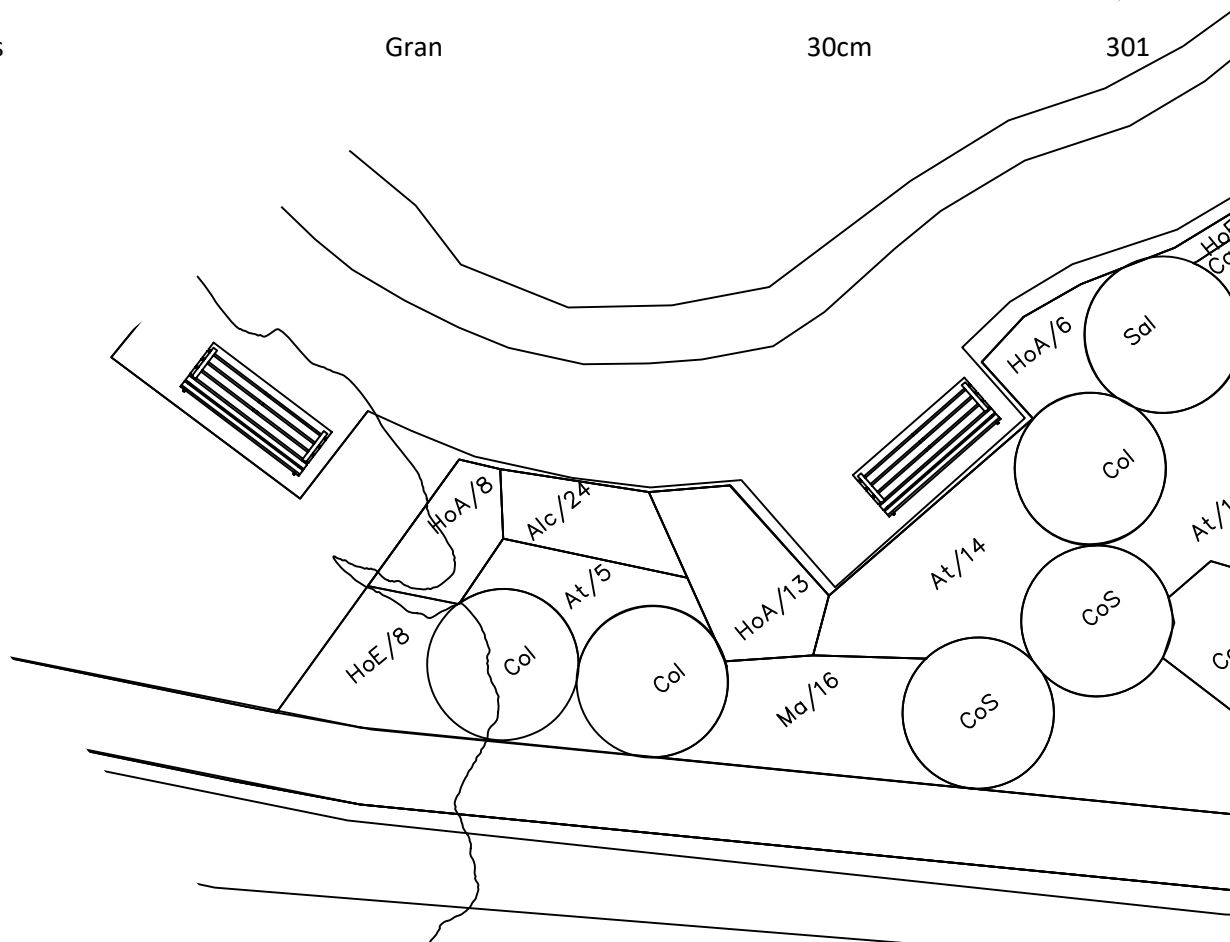 s Gran 30cm 301
HoA/6
Sal
Col
HoA/8
Alc/24
At/5
HoA/13
At/14
CoS
HoE/8
Col
Col
Ma/16
CoS